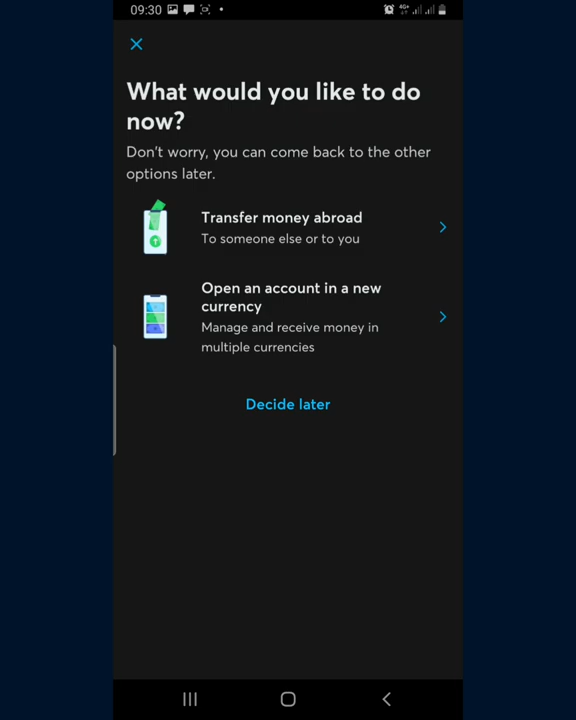 09:30
4G+
What would you like to do
now?
Don't worry, you can come back to the other
options later.
Transfer money abroad
To someone else or to you
Open an account in a new
currency
Manage and receive money in
multiple currencies
Decide later